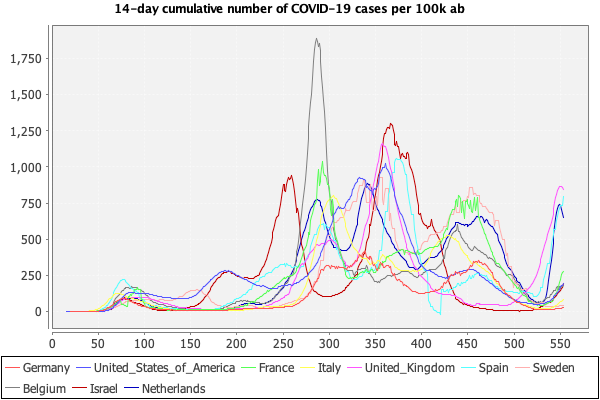 14-day cumulative number of COVID-19 cases per 100k ab
1,750
1,500
1,250
1,000
750
500
250
0
0 50 100 150 200 250 300 350 400 450 500 550
Germany United_States_of_America France Italy United_Kingdom Spain Sweden
Belgium Israel Netherlands